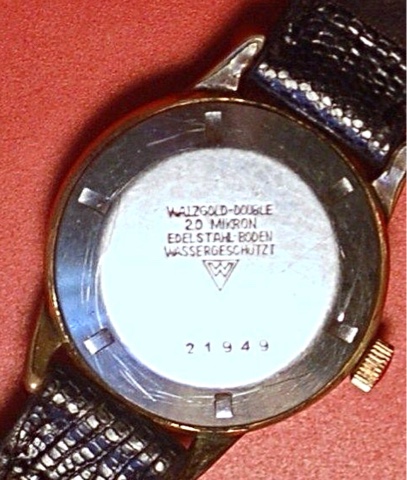 WALZGOLD-DOUBLE
20 MIKRON
EDELSTAHL-BODEN
WASSERGESCHÜTZT
W
21949